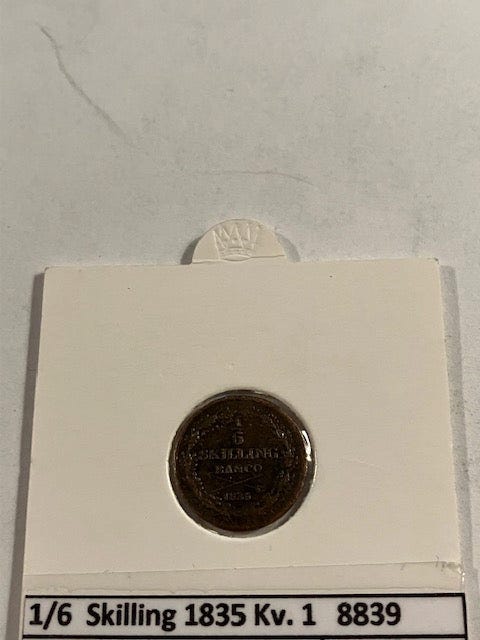 1
6
SKILLING
BANCO
1835
1/6 Skilling 1835 Kv. 1 8839